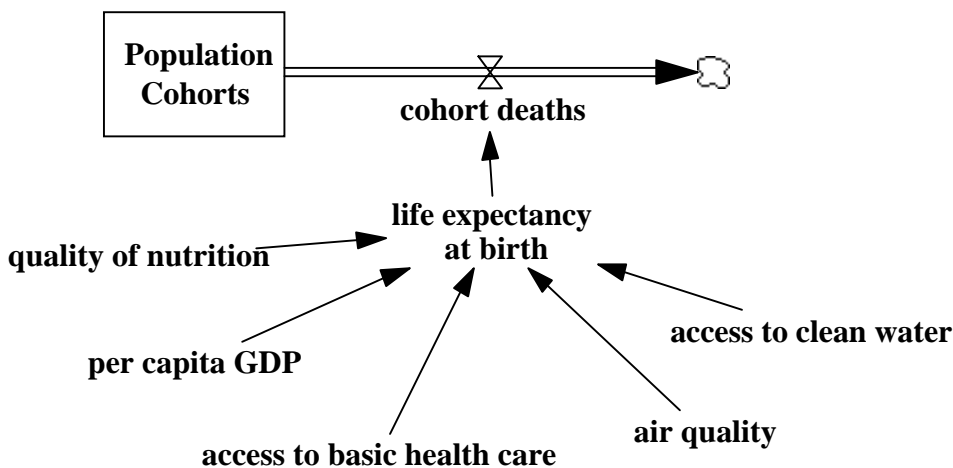 Population
Cohorts
cohort deaths
life expectancy
at birth
quality of nutrition
access to clean water
per capita GDP
air quality
access to basic health care